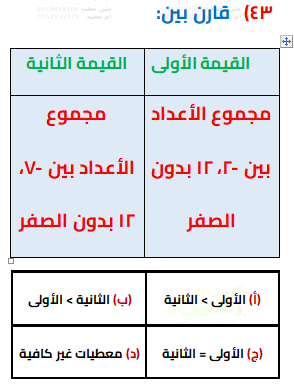 ٤٣) قارن بين:
القيمة الأولى
القيمة الثانية
مجموع الأعداد
بين -٢، ١٢ بدون
الصفر
مجموع
الأعداد بين -٧،
١٢ بدون الصفر
(أ) الأولى > الثانية
(ب) الثانية > الأولى
(ج) الأولى = الثانية
(د) معطيات غير كافية